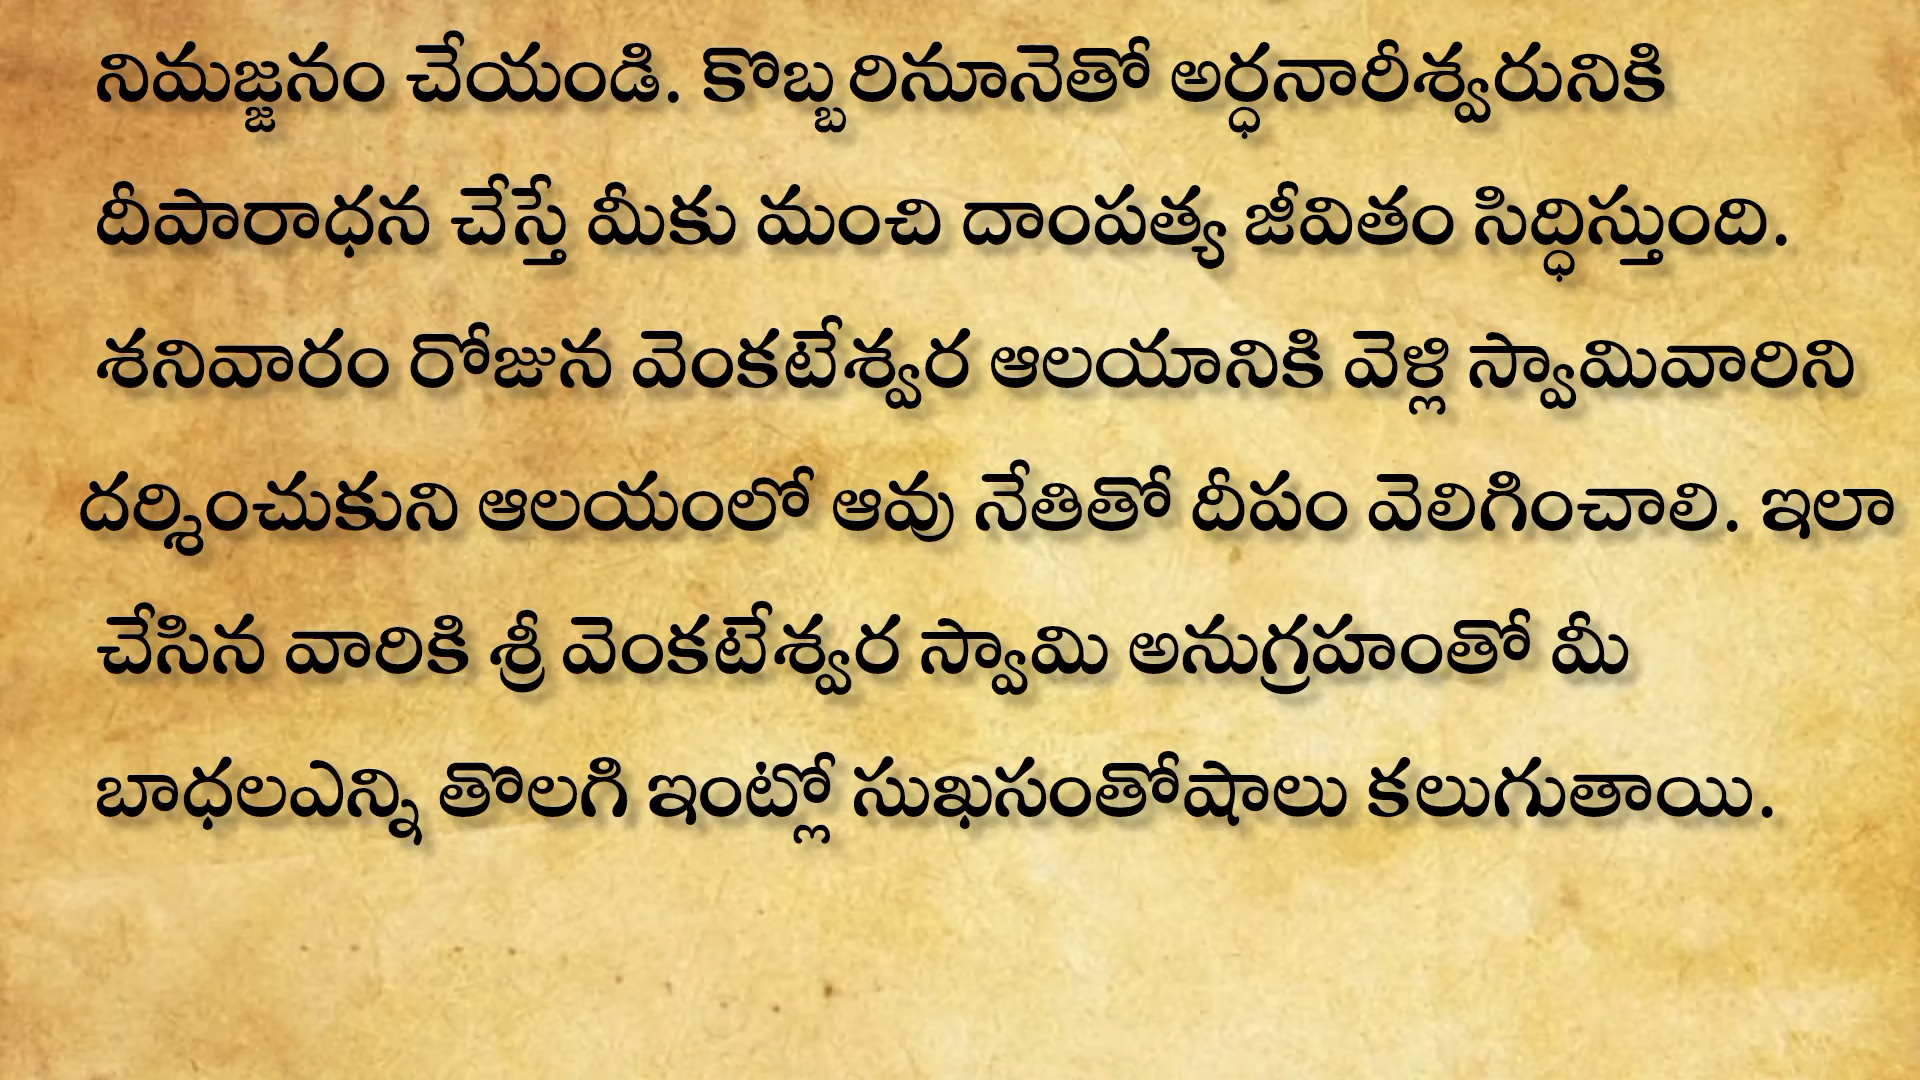 నిమజ్జనం చేయండి. కొబ్బరినూనెతో అర్ధనారీశ్వరునికి
దీపారాధన చేస్తే మీకు మంచి దాంపత్య జీవితం సిద్ధిస్తుంది.
శనివారం రోజున వెంకటేశ్వర ఆలయానికి వెళ్లి స్వామివారిని
దర్శించుకుని ఆలయంలో ఆవు నేతితో దీపం వెలిగించాలి. ఇలా
చేసిన వారికి శ్రీ వెంకటేశ్వర స్వామి అనుగ్రహంతో మీ
బాధలఎన్ని తొలగి ఇంట్లో సుఖసంతోషాలు కలుగుతాయి.